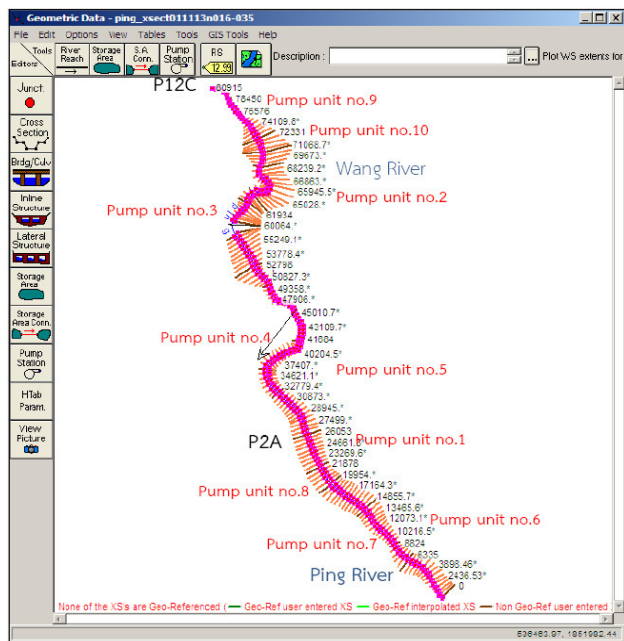 Geometric Data - ping_xsect011113n016-035
File Edit Options View Tables Tools GIS Tools Help
Tools
Editors
River Reach
Storage Area
S.A. Conn.
Pump Station
RS
12.99
Description :
...
Plot WS extents for
Junct.
Cross Section
Brdg/Culv
Inline Structure
Lateral Structure
Storage Area
Storage Area Conn.
Pump Station
HTab Param.
View Picture
P12C
80915
78450
Pump unit no.9
76576
74109.6*
72331
Pump unit no.10
71068.7*
69673.*
Wang River
68239.2*
66863.*
65945.5*
Pump unit no.2
65028.*
Pump unit no.3
61934
60064.*
55249.1*
53778.4*
52798
50827.3*
49358.*
47906.*
45010.7*
43109.7*
41664
Pump unit no.4
40204.5*
37407.*
Pump unit no.5
34621.1*
32779.4*
30873.*
28945.*
27499.*
26053
P2A
24661.6*
Pump unit no.1
23269.6*
21878
19954.*
Pump unit no.8
17164.3*
14855.7*
13465.6*
12073.1*
Pump unit no.6
10216.5*
Pump unit no.7
8824
6335
3898.46*
Ping River
2436.53*
0
None of the XS's are Geo-Referenced ( Geo-Ref user entered XS Geo-Ref interpolated XS Non Geo-Ref entered
536463.97, 1851992.44